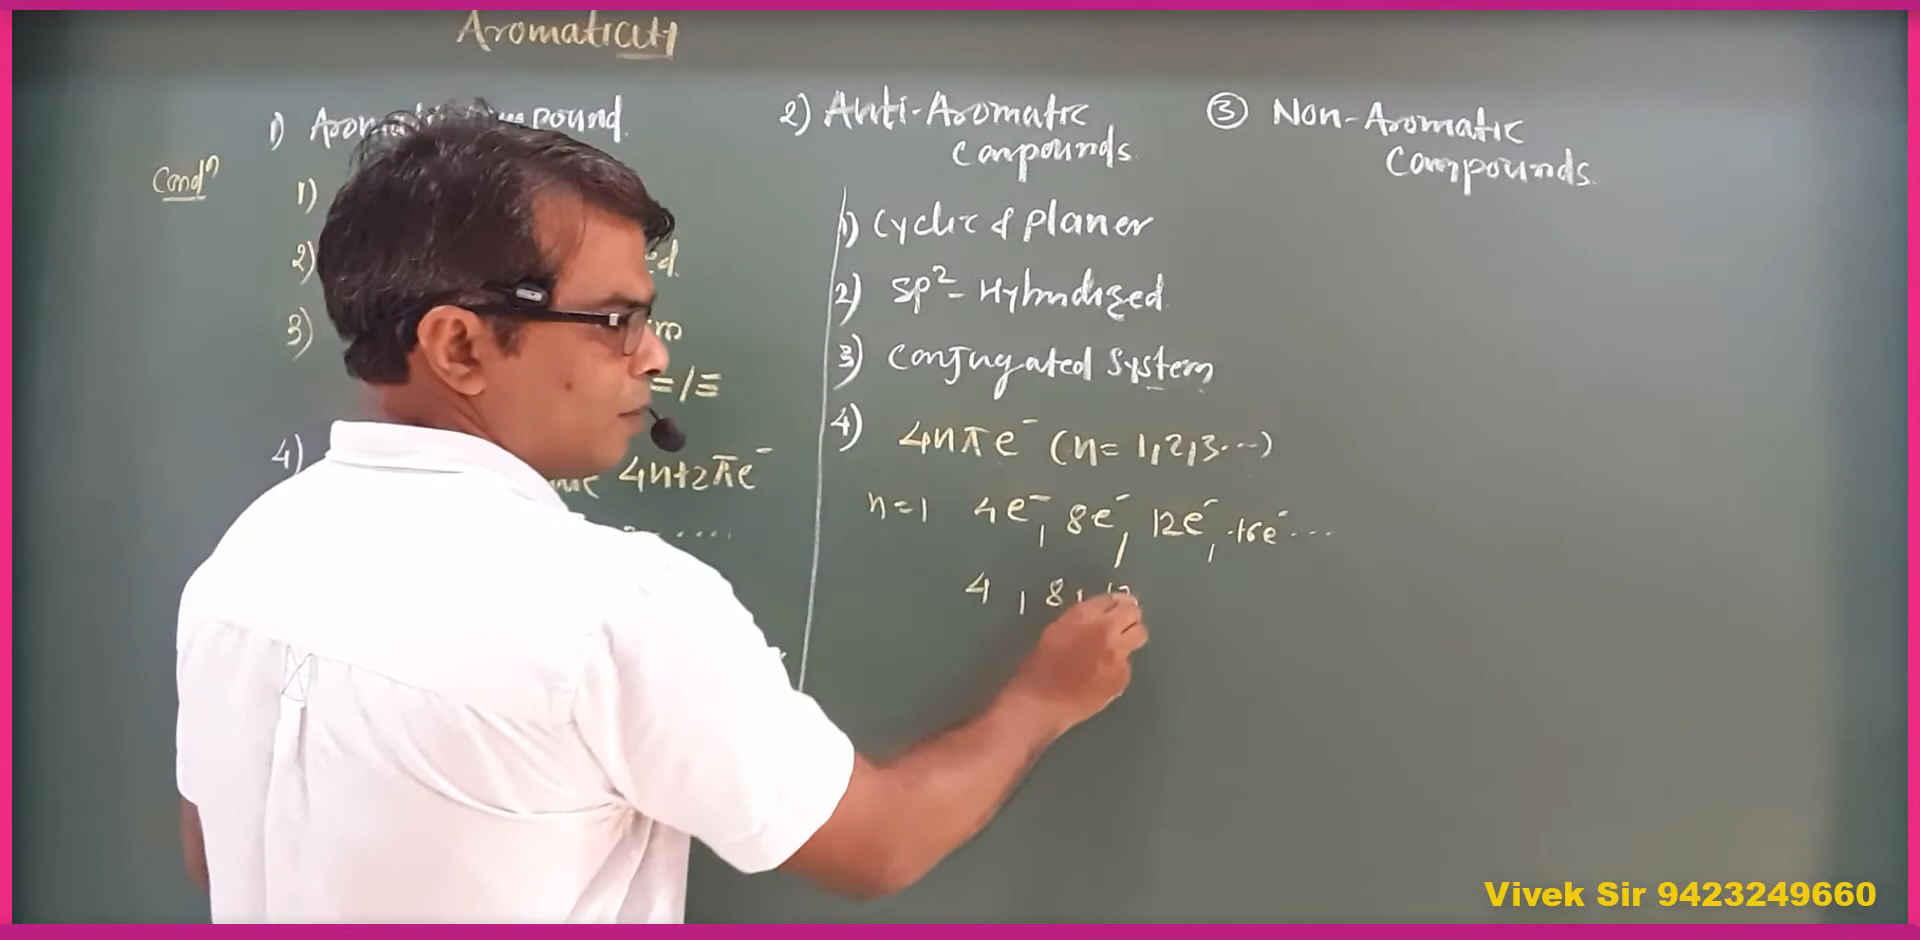 Aromaticity
1) Aromatic pound
2) Anti-Aromatic
Compounds
③ Non-Aromatic
Compounds
Condⁿ
1)
2)
3)
= / ≡
4)
4n+2πe⁻
....
1) Cyclic & planer
2) SP²- Hybridized
3) Conjugated System
4) 4nπe⁻ (n= 1,2,3...)
n=1 4e⁻, 8e⁻, 12e⁻, 16e⁻...
4, 8, 12
Vivek Sir 9423249660